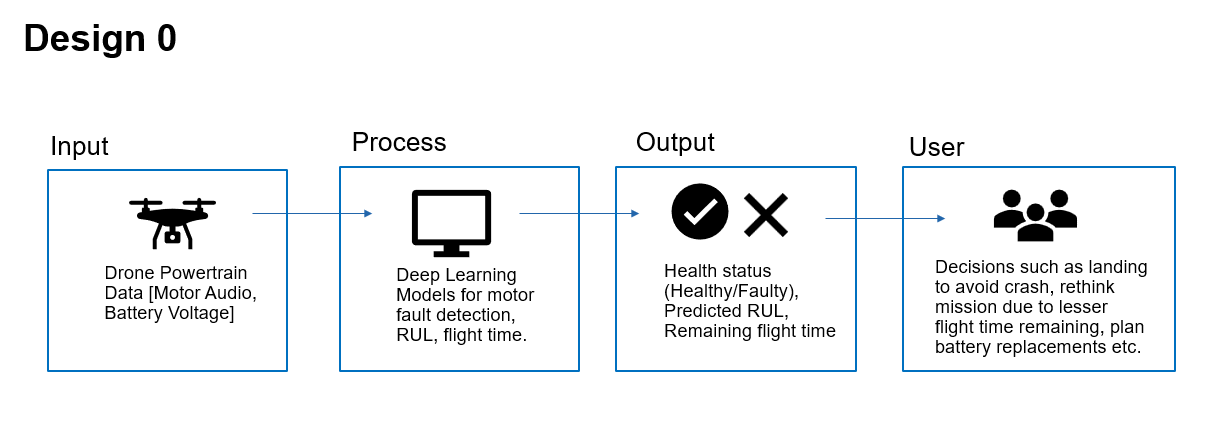 Design 0
Input
Drone Powertrain
Data [Motor Audio,
Battery Voltage]
Process
Deep Learning
Models for motor
fault detection,
RUL, flight time.
Output
Health status
(Healthy/Faulty),
Predicted RUL,
Remaining flight time
User
Decisions such as landing
to avoid crash, rethink
mission due to lesser
flight time remaining, plan
battery replacements etc.